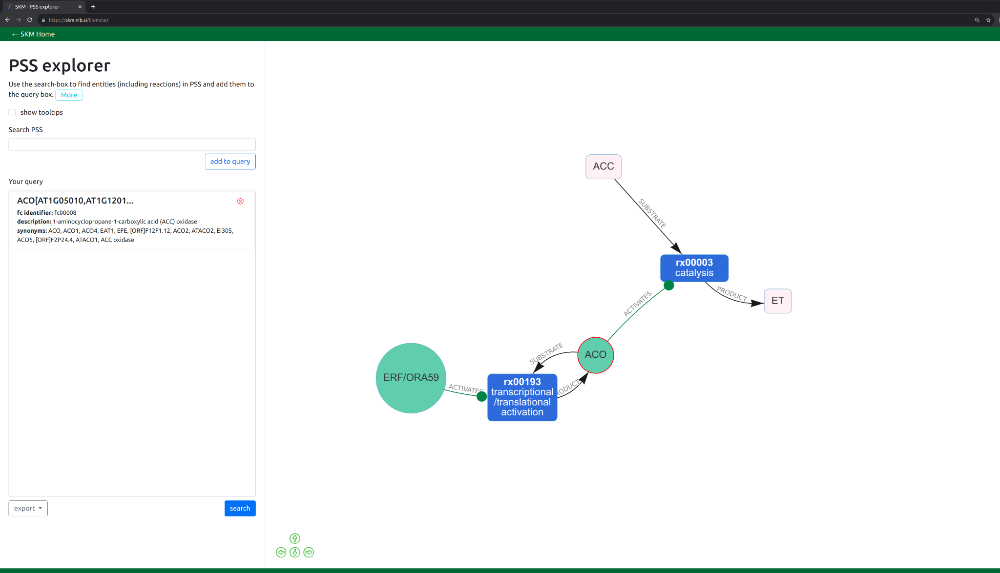 SKM - PSS explorer
https://skm.nib.si/biomine/
← SKM Home
PSS explorer
Use the search-box to find entities (including reactions) in PSS and add them to
the query box. More
show tooltips
Search PSS
add to query
Your query
ACO[AT1G05010,AT1G1201...
fc identifier: fc00008
description: 1-aminocyclopropane-1-carboxylic acid (ACC) oxidase
synonyms: ACO, ACO1, ACO4, EAT1, EFE, [ORF]F12F1.12, ACO2, ATACO2, EI305,
ACO5, [ORF]F2P24.4, ATACO1, ACC oxidase
export
search
ACC
SUBSTRATE
rx00003
catalysis
PRODUCT
ET
ACTIVATES
ACO
SUBSTRATE
ERF/ORA59
ACTIVATES
rx00193
transcriptional
/translational
activation
RODUCT